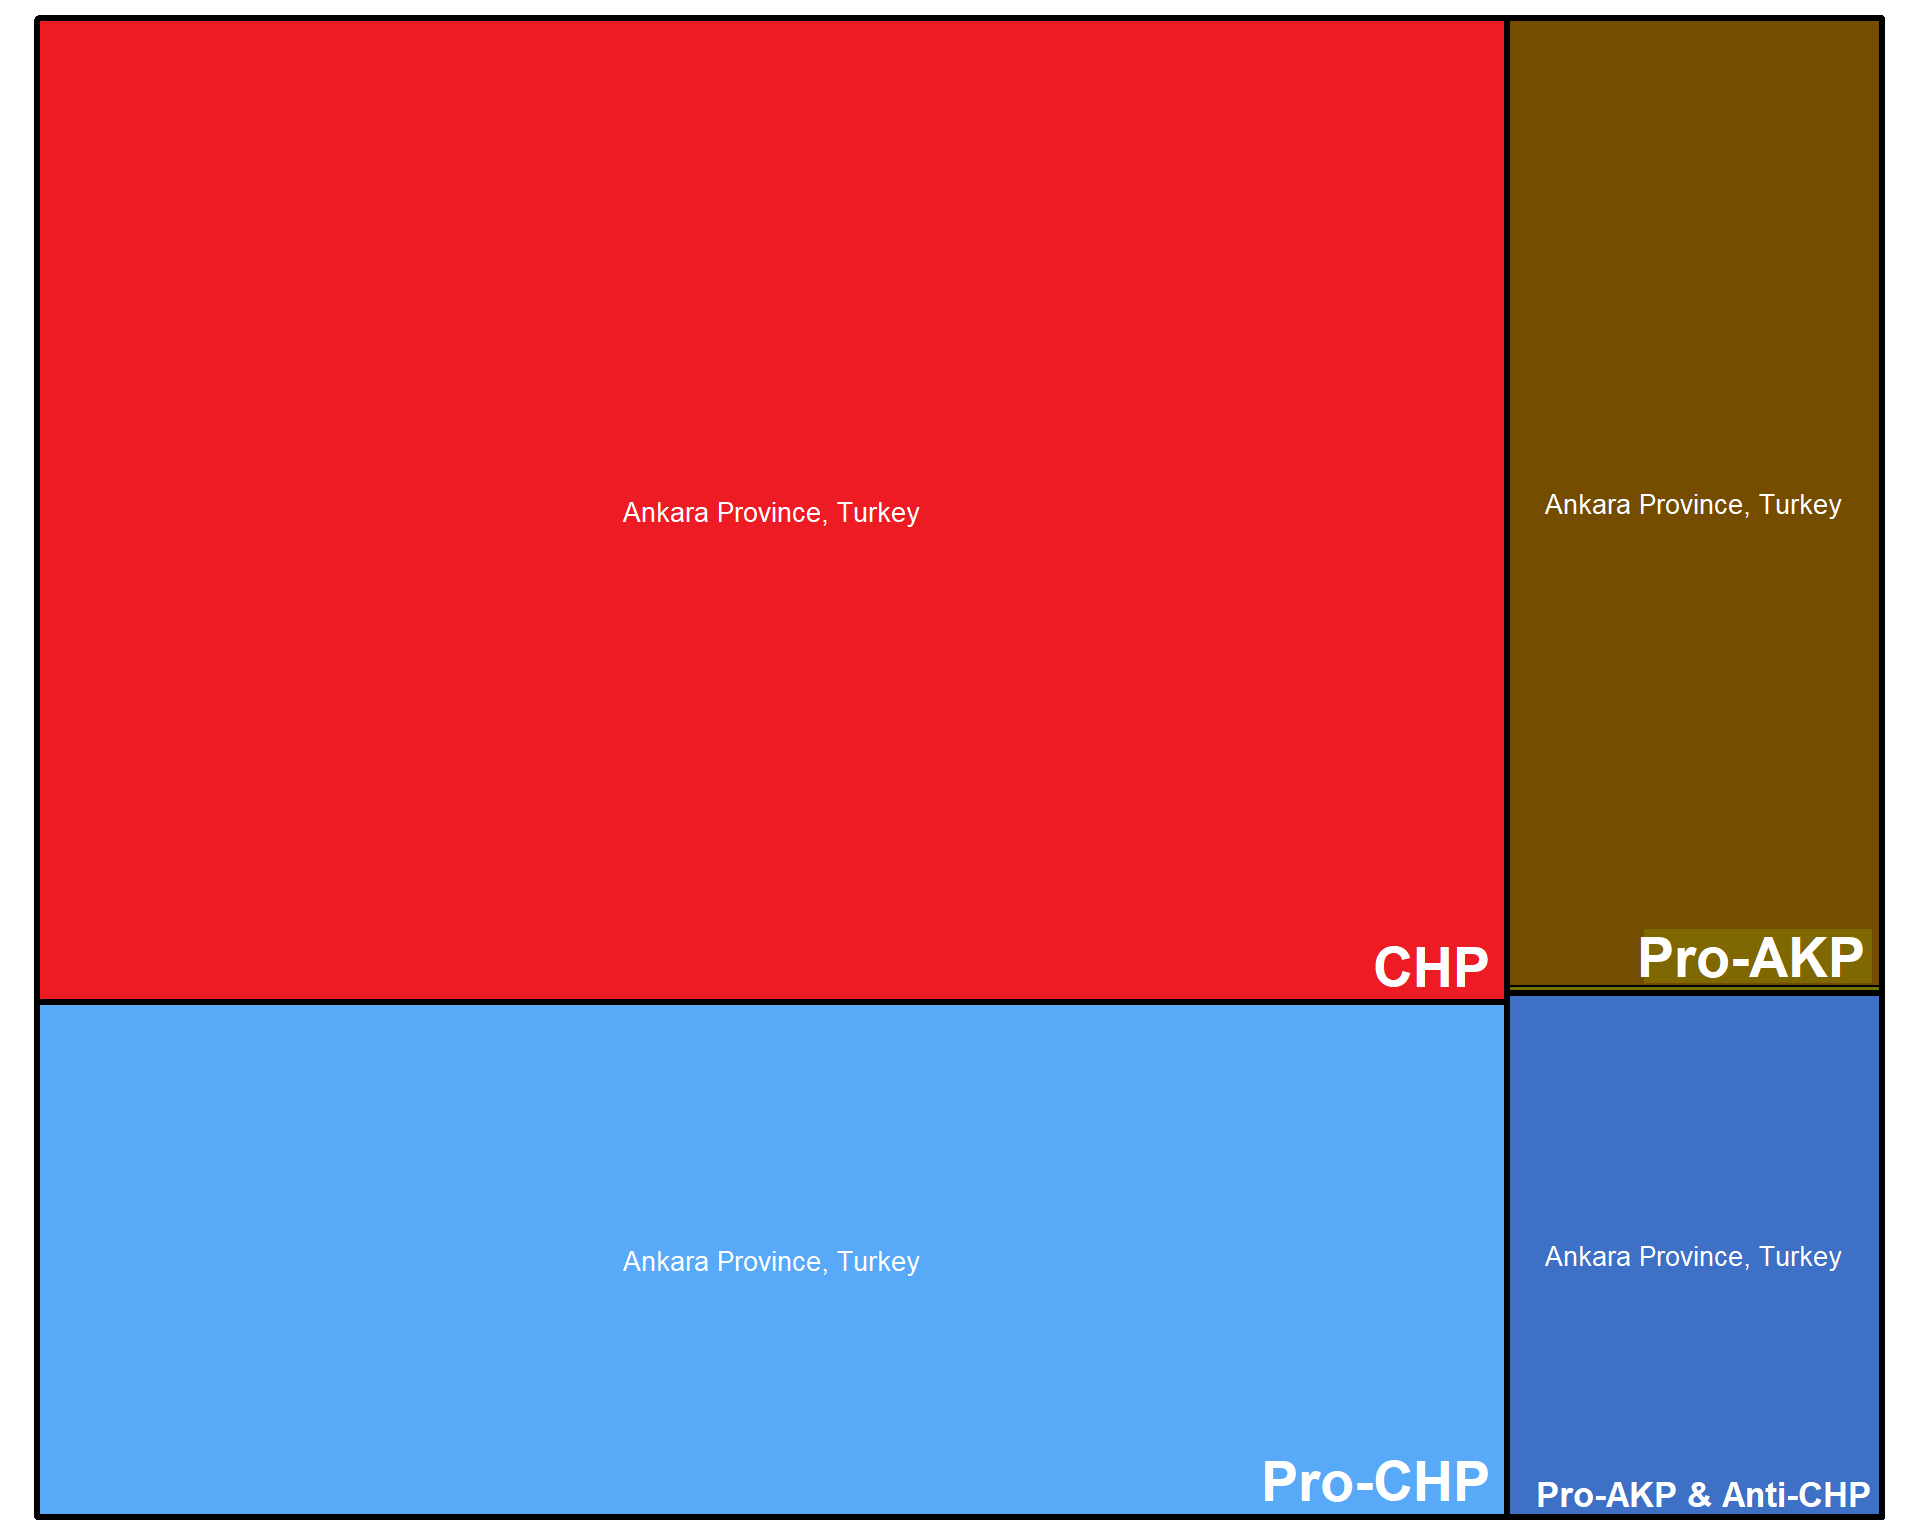 Ankara Province, Turkey
CHP
Ankara Province, Turkey
Pro-AKP
Ankara Province, Turkey
Pro-CHP
Ankara Province, Turkey
Pro-AKP & Anti-CHP